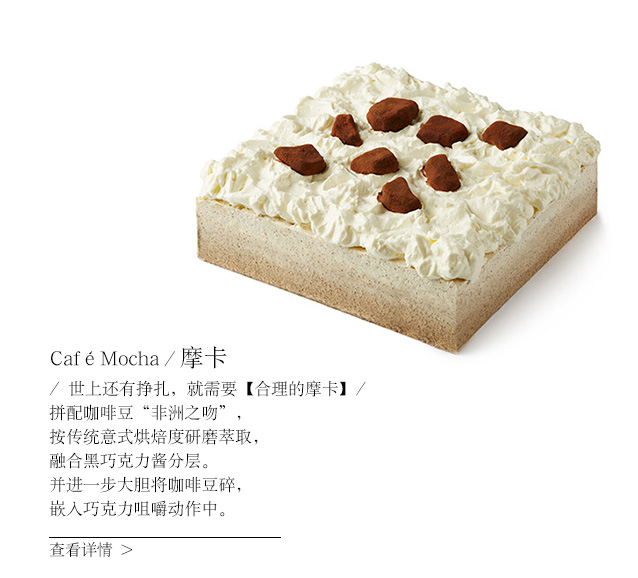 Café Mocha / 摩卡
/ 世上还有挣扎，就需要【合理的摩卡】/
拼配咖啡豆“非洲之吻”，
按传统意式烘焙度研磨萃取，
融合黑巧克力酱分层。
并进一步大胆将咖啡豆碎，
嵌入巧克力咀嚼动作中。
查看详情 >